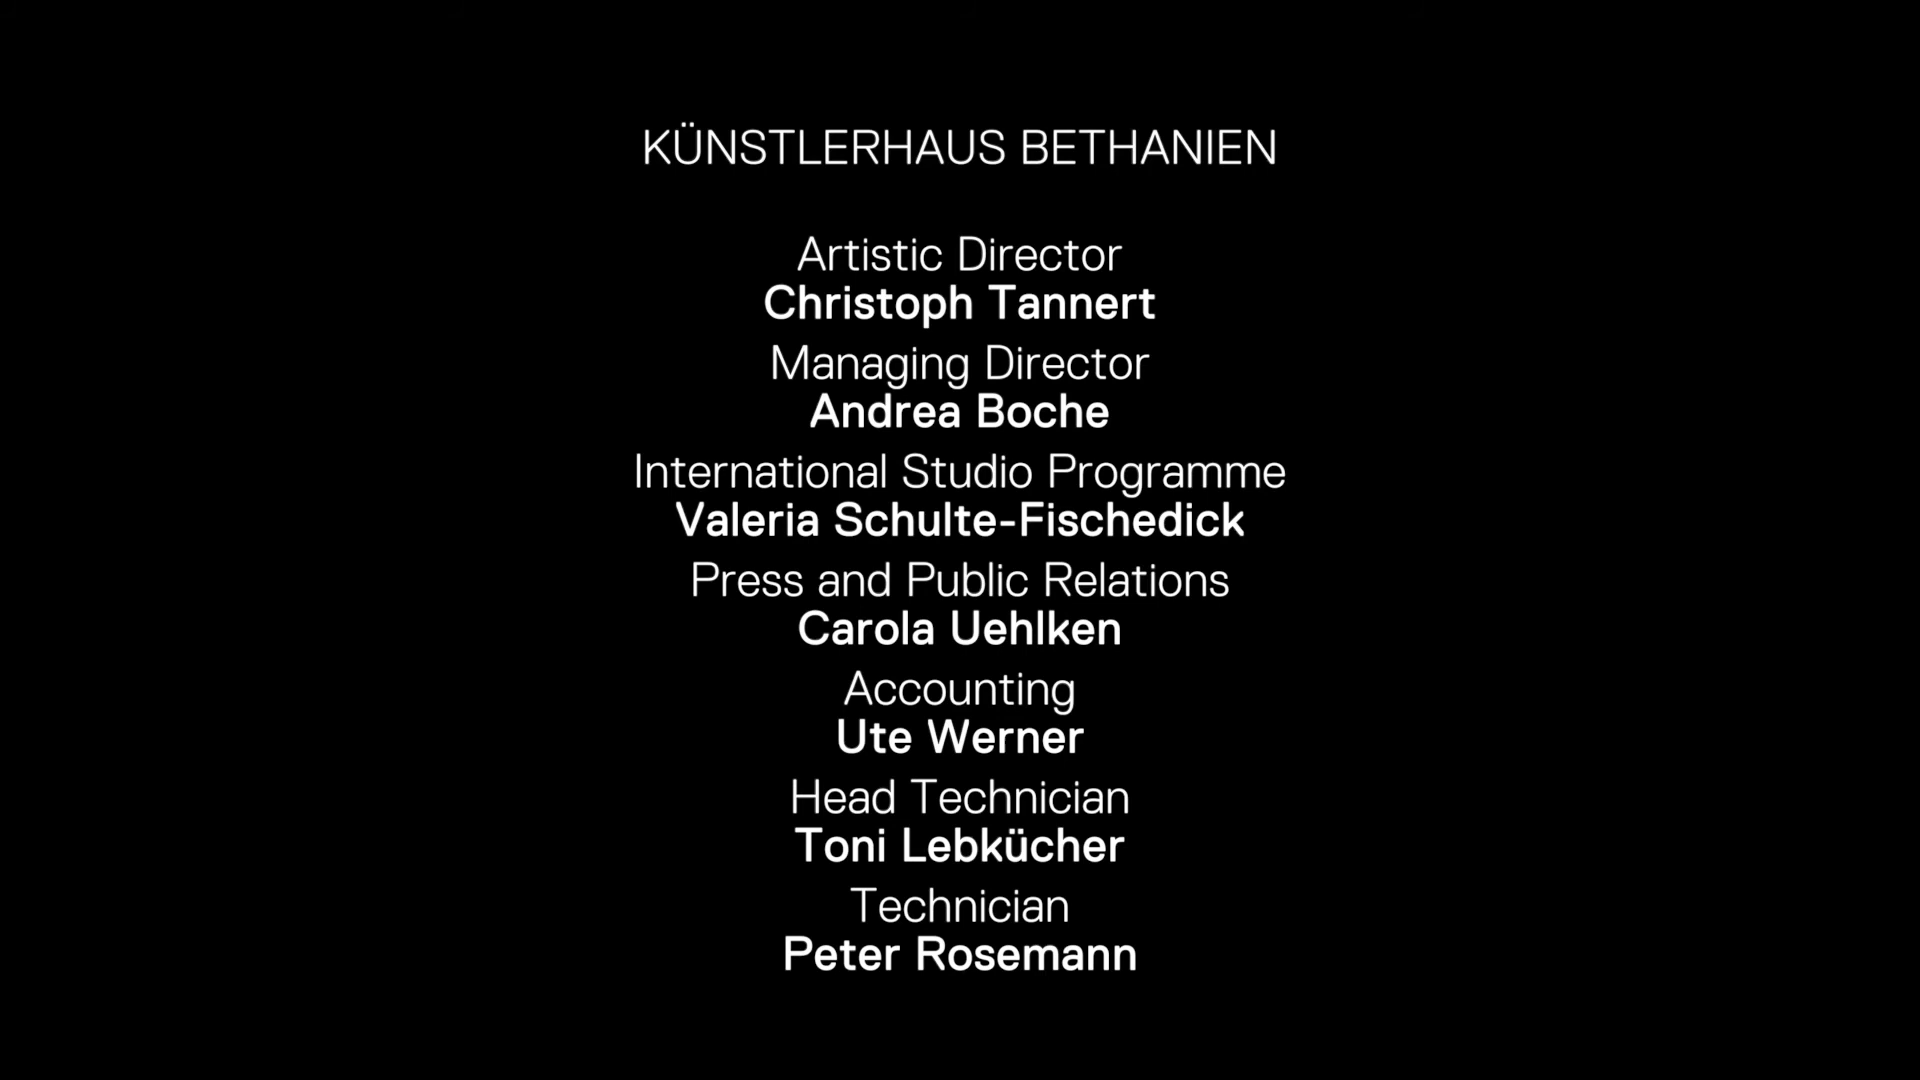 KÜNSTLERHAUS BETHANIEN
Artistic Director
Christoph Tannert
Managing Director
Andrea Boche
International Studio Programme
Valeria Schulte-Fischedick
Press and Public Relations
Carola Uehlken
Accounting
Ute Werner
Head Technician
Toni Lebkücher
Technician
Peter Rosemann